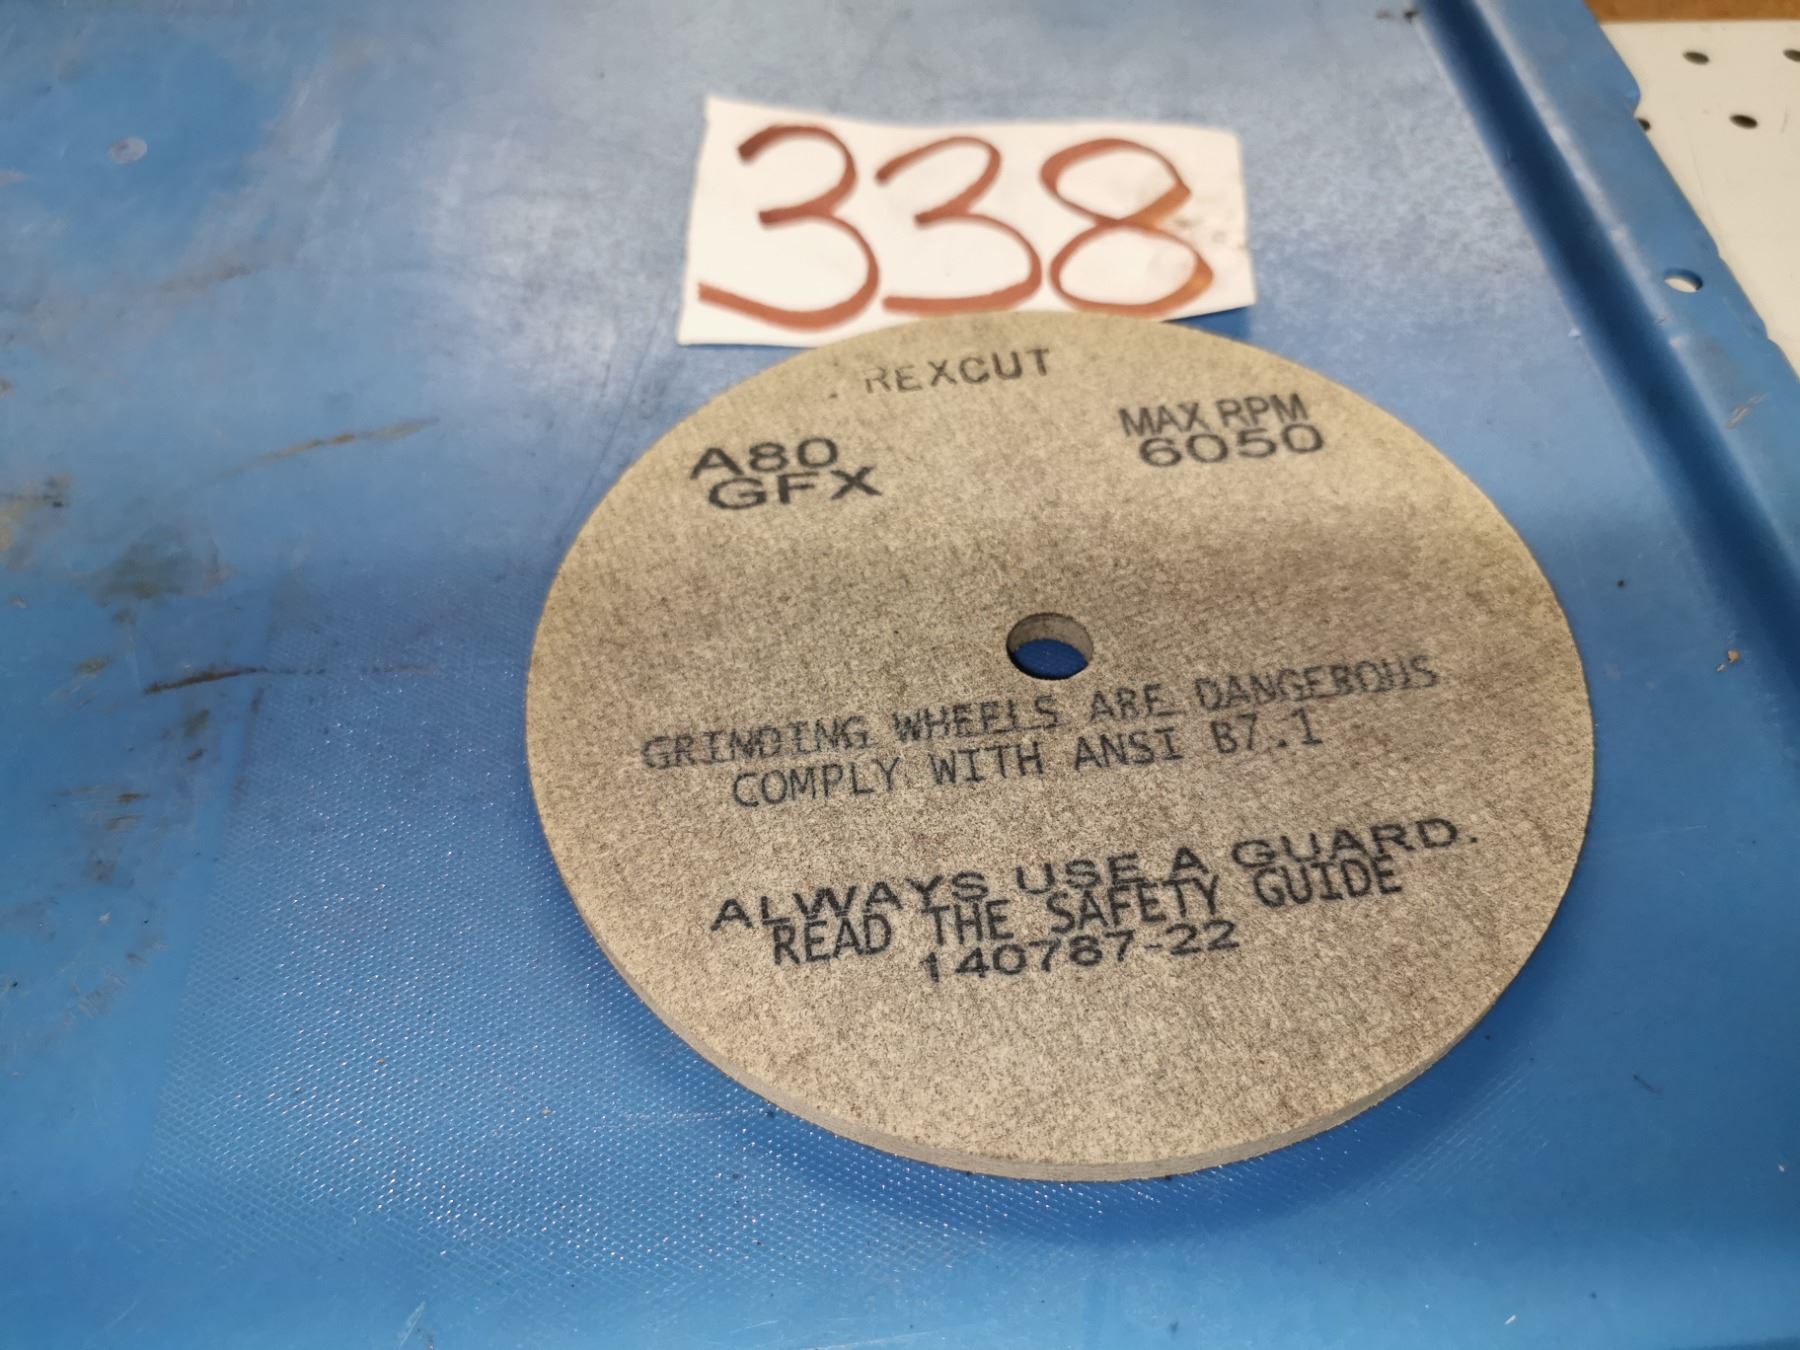 338
REXCUT
A80
GFX
MAX RPM
6050
GRINDING WHEELS ARE DANGEROUS
COMPLY WITH ANSI B7.1
ALWAYS USE A GUARD.
READ THE SAFETY GUIDE
140787-22